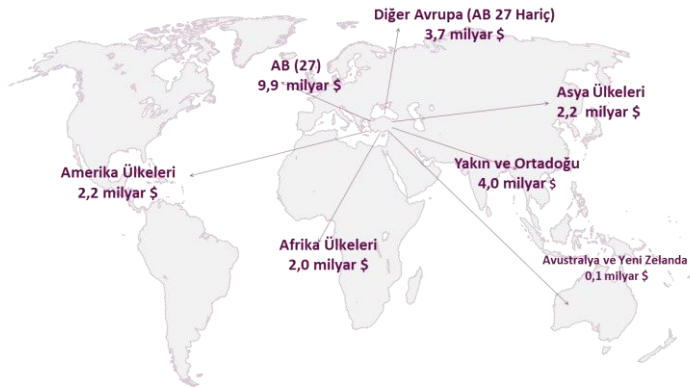 Diğer Avrupa (AB 27 Hariç)
3,7 milyar $
AB (27)
9,9 milyar $
Asya Ülkeleri
2,2 milyar $
Amerika Ülkeleri
2,2 milyar $
Yakın ve Ortadoğu
4,0 milyar $
Afrika Ülkeleri
2,0 milyar $
Avustralya ve Yeni Zelanda
0,1 milyar $